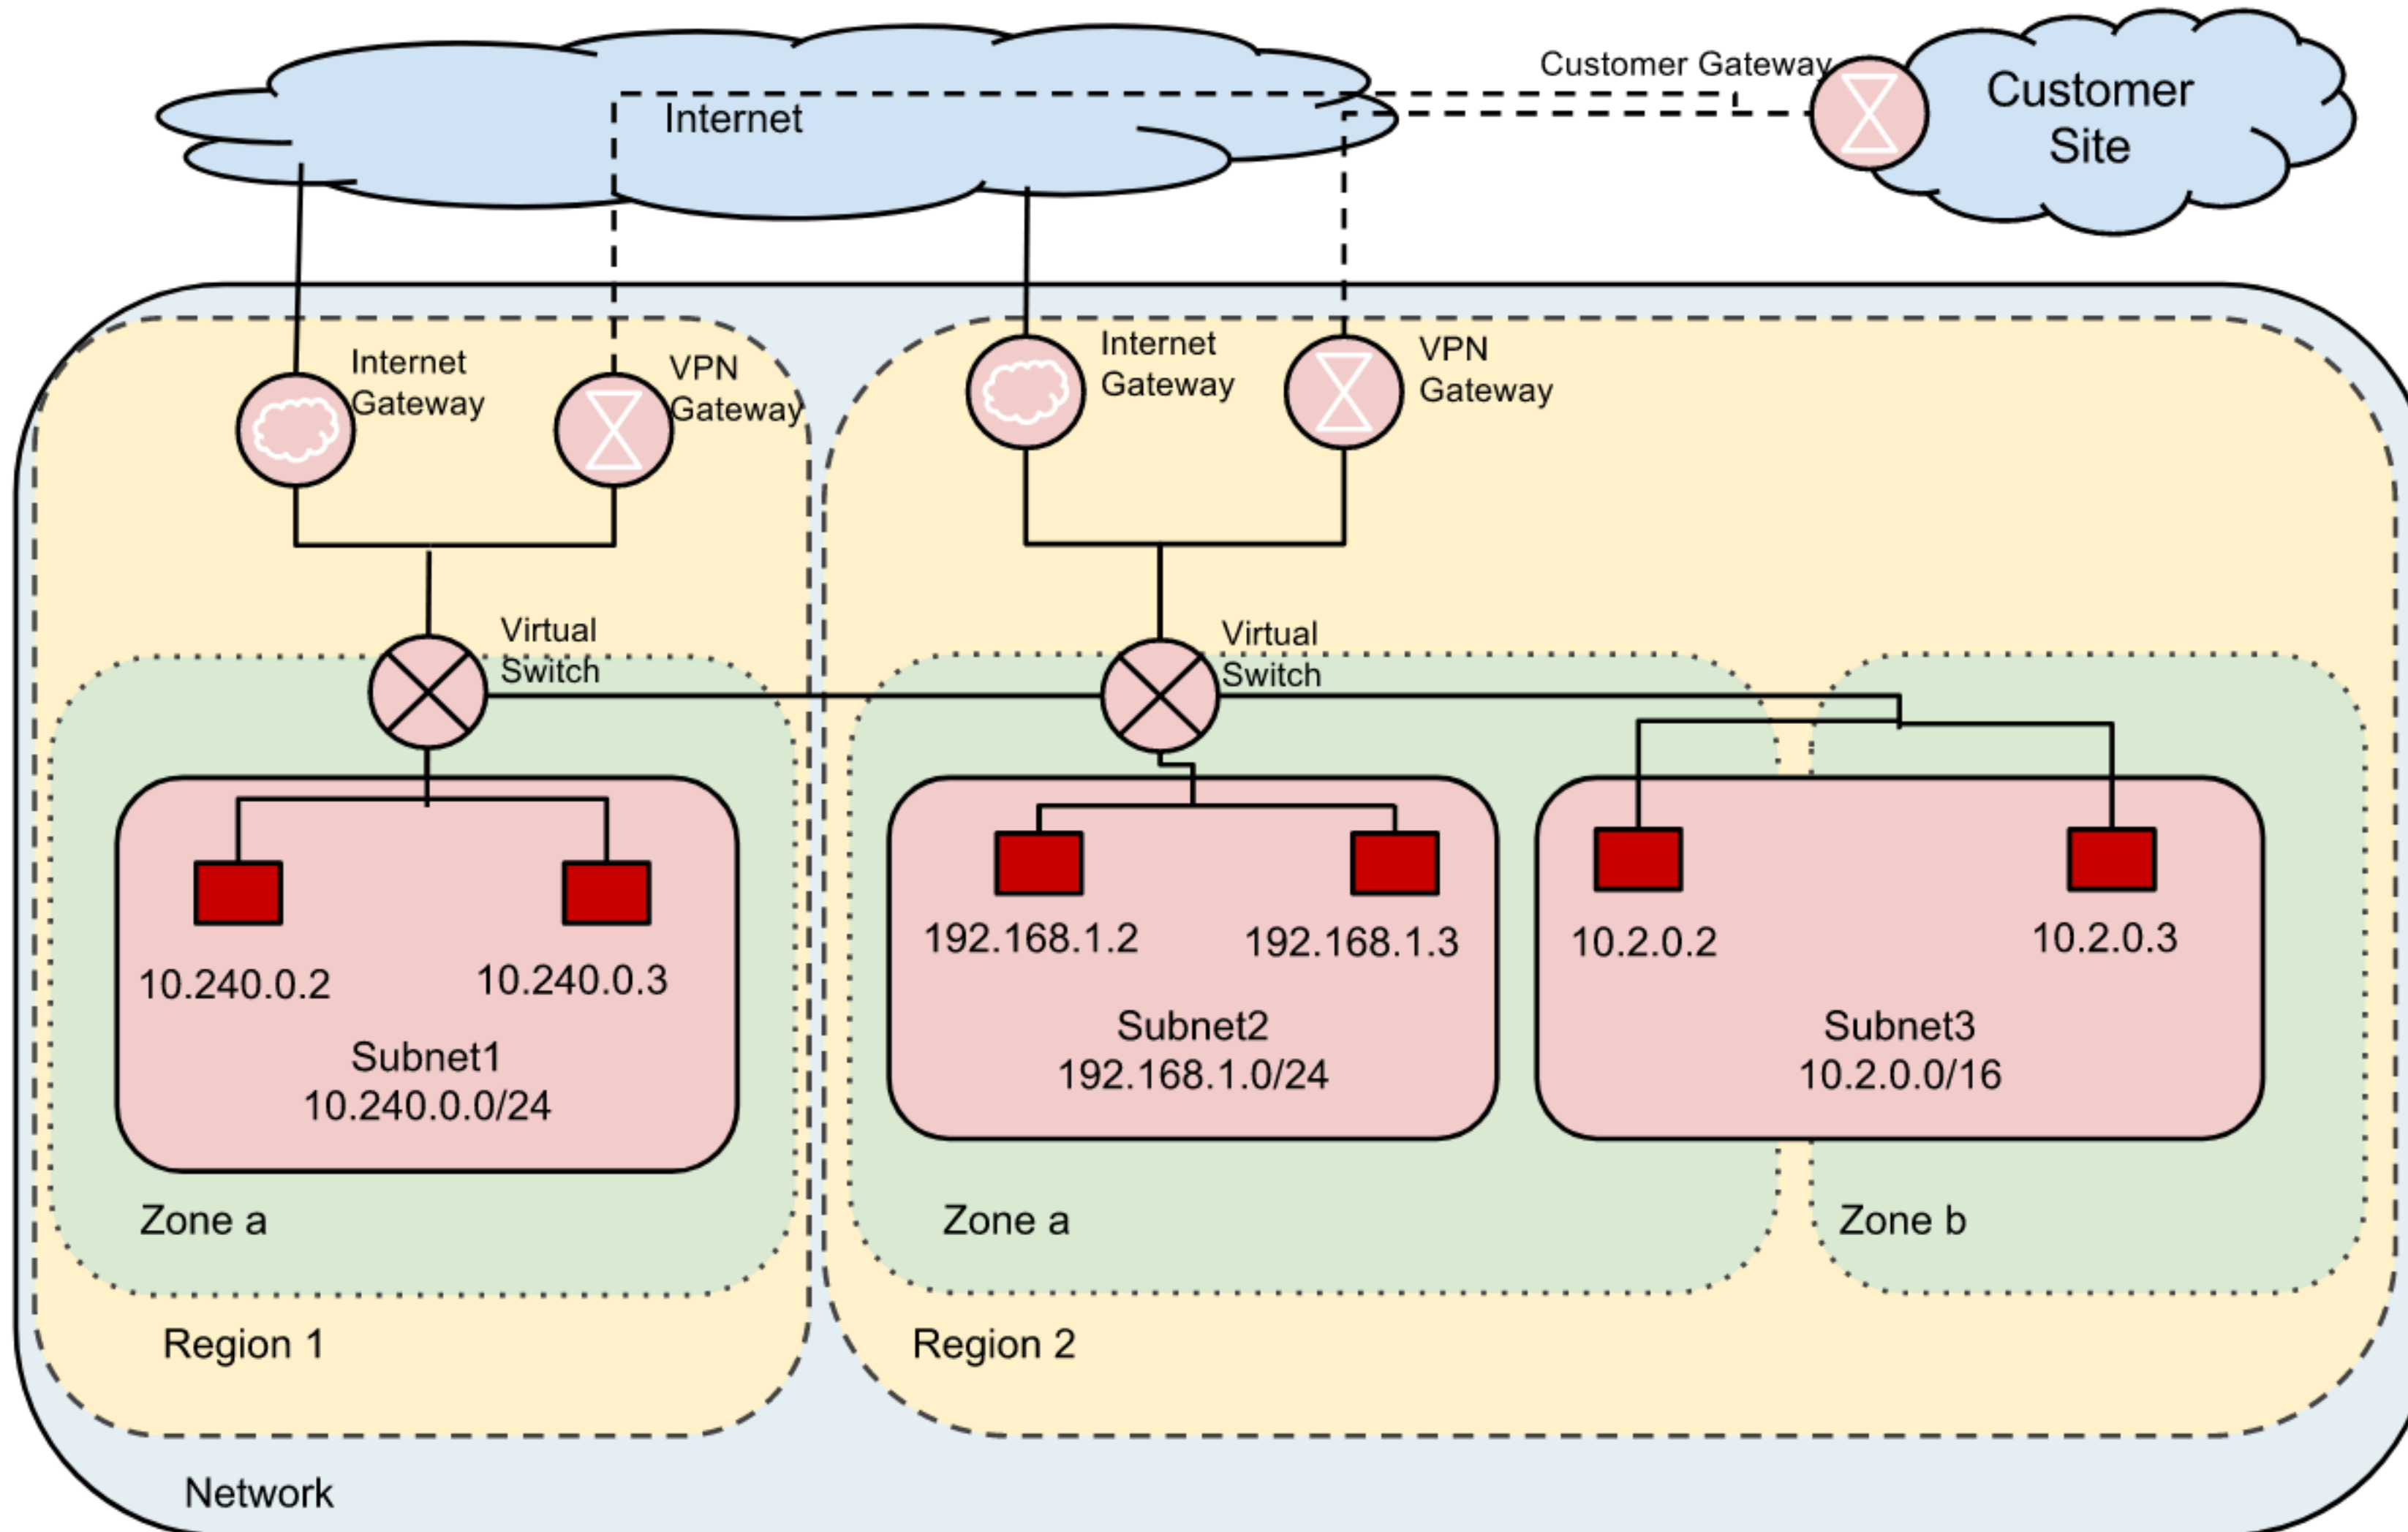 Customer Gateway
Customer
Site
Internet
Internet
Gateway
VPN
Gateway
Internet
Gateway
VPN
Gateway
Virtual
Switch
Virtual
Switch
10.240.0.2
10.240.0.3
Subnet1
10.240.0.0/24
192.168.1.2
192.168.1.3
Subnet2
192.168.1.0/24
10.2.0.2
10.2.0.3
Subnet3
10.2.0.0/16
Zone a
Zone a
Zone b
Region 1
Region 2
Network